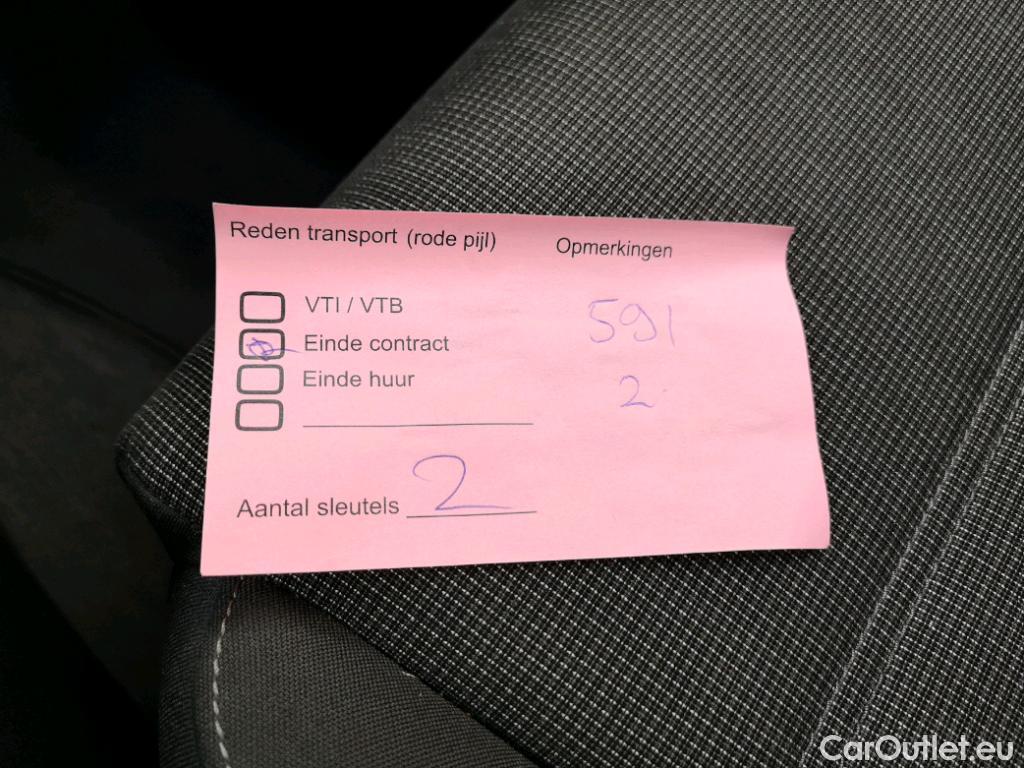 Reden transport (rode pijl)
Opmerkingen
VTI / VTB
Einde contract
Einde huur
591
2
Aantal sleutels 2
CarOutlet.eu